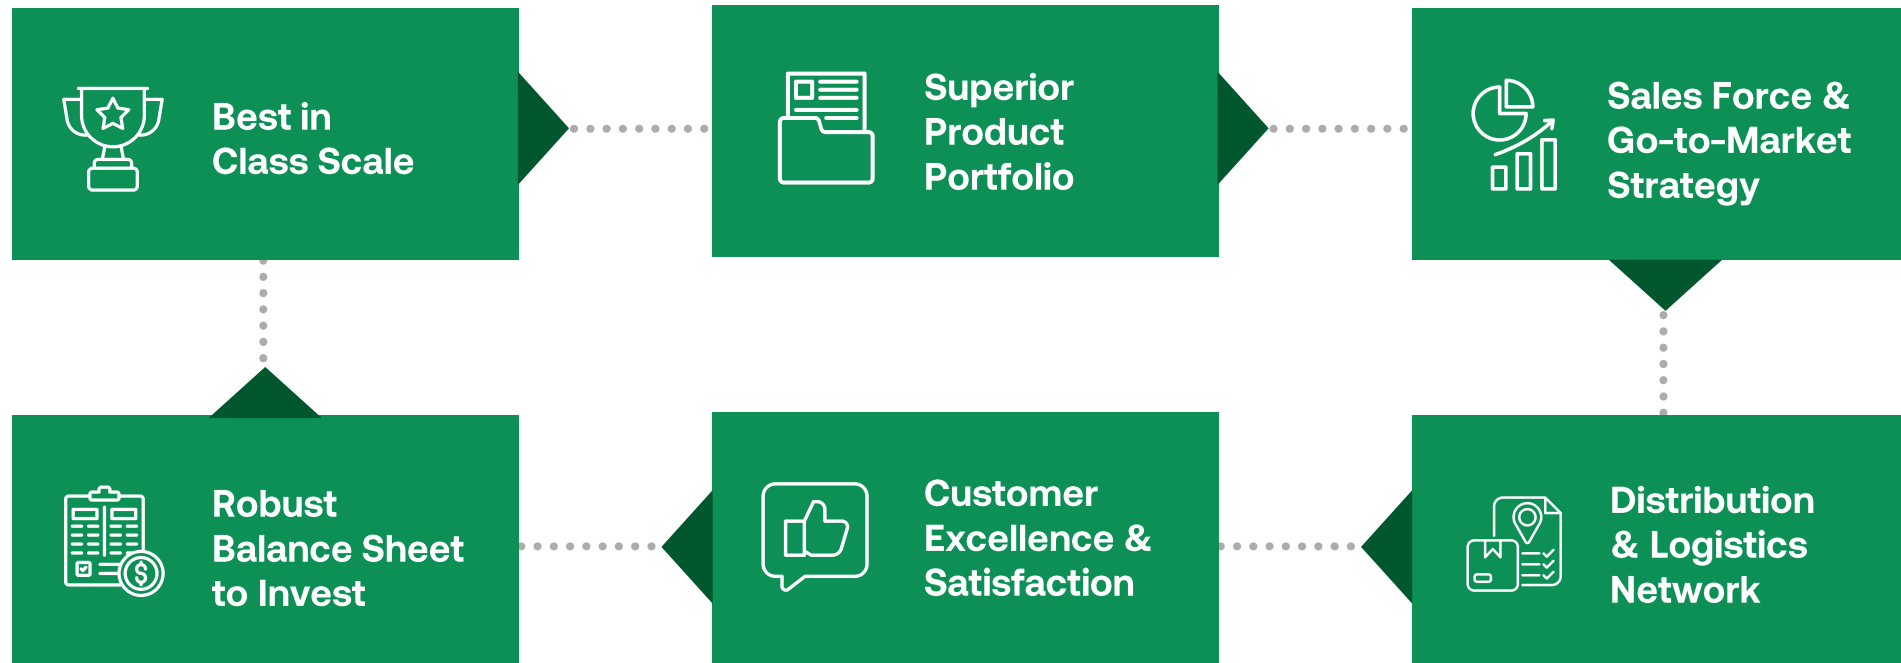 Best in
Class Scale
Superior
Product
Portfolio
Sales Force &
Go-to-Market
Strategy
Distribution
& Logistics
Network
Customer
Excellence &
Satisfaction
Robust
Balance Sheet
to Invest